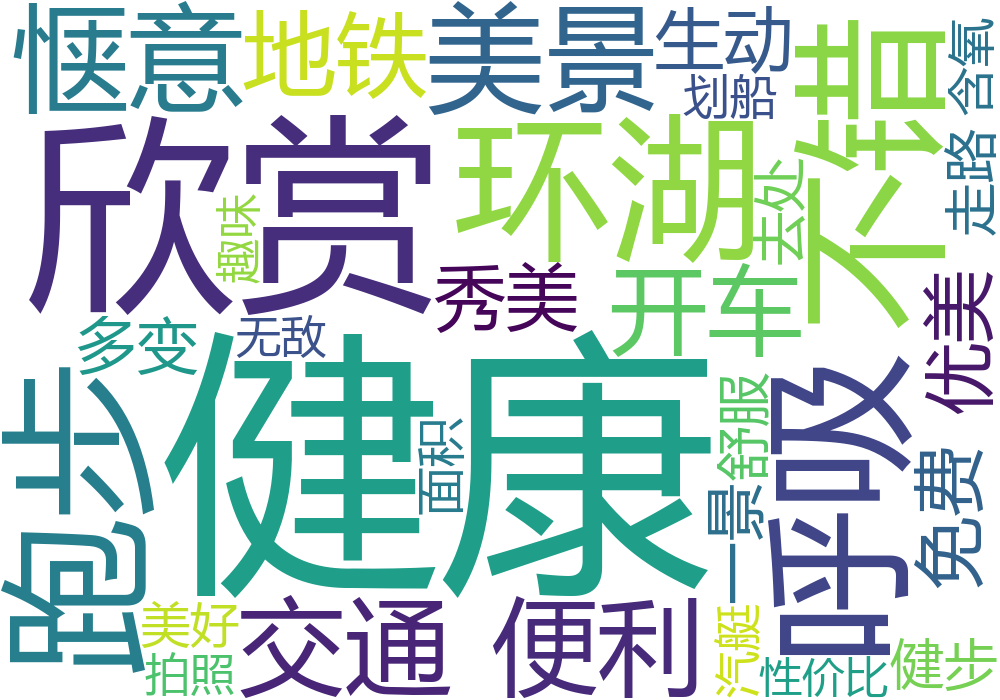 惬意
地铁
美景
生动
划船
不错
含氧
欣赏
环湖
去处
走路
趣味
秀美
开车
优美
多变
无敌
健康
跑步
面积
舒服
呼吸
一景
免费
美好
拍照
交通
便利
汽艇
性价比
健步